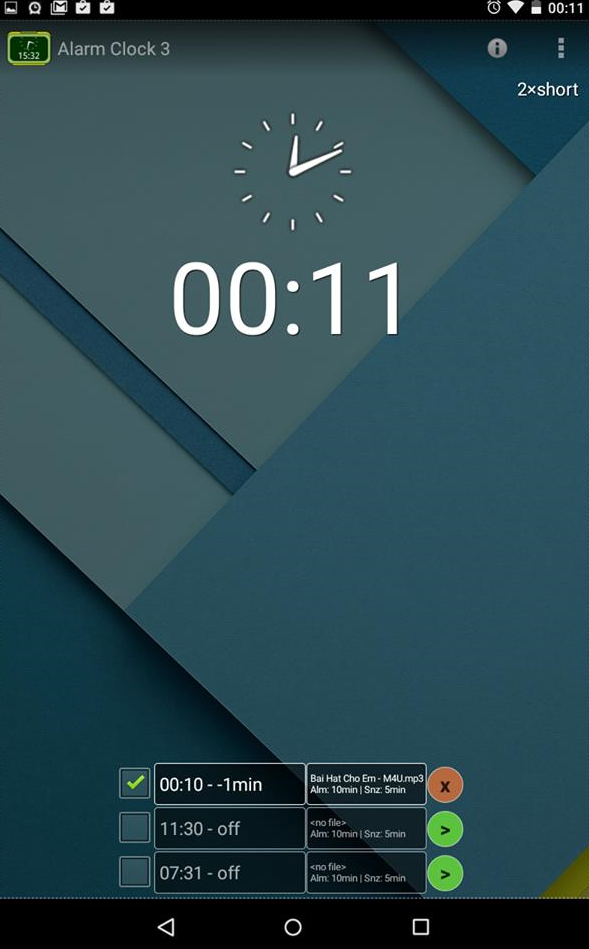 00:11
15:32
Alarm Clock 3
2×short
00:11
00:10 - -1min
Bai Hat Cho Em - M4U.mp3
Alm: 10min | Snz: 5min
x
11:30 - off
<no file>
Alm: 10min | Snz: 5min
>
07:31 - off
<no file>
Alm: 10min | Snz: 5min
>